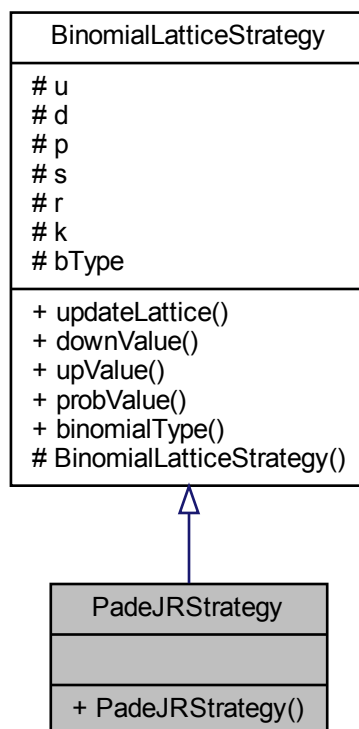 BinomialLatticeStrategy
# u
# d
# p
# s
# r
# k
# bType
+ updateLattice()
+ downValue()
+ upValue()
+ probValue()
+ binomialType()
# BinomialLatticeStrategy()
PadeJRStrategy
+ PadeJRStrategy()